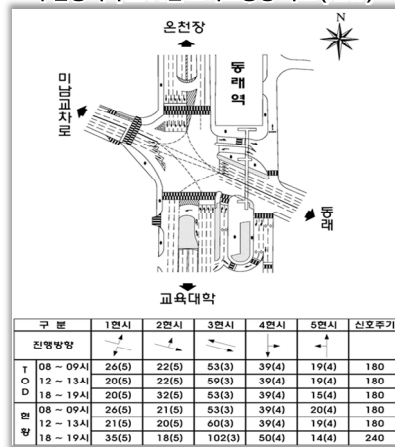 N
온천장
동래역
미남교차로
동래
교육대학
구 분 1현시 2현시 3현시 4현시 5현시 신호주기
진행방향
TOD 08 ~ 09시 26(5) 22(5) 53(3) 39(4) 19(4) 180
12 ~ 13시 20(5) 22(5) 59(3) 39(4) 19(4) 180
18 ~ 19시 20(5) 32(5) 53(3) 39(4) 15(4) 180
현황 08 ~ 09시 26(5) 21(5) 53(3) 39(4) 20(4) 180
12 ~ 13시 21(5) 20(5) 60(3) 39(4) 19(4) 180
18 ~ 19시 35(5) 18(5) 102(3) 50(4) 14(4) 240